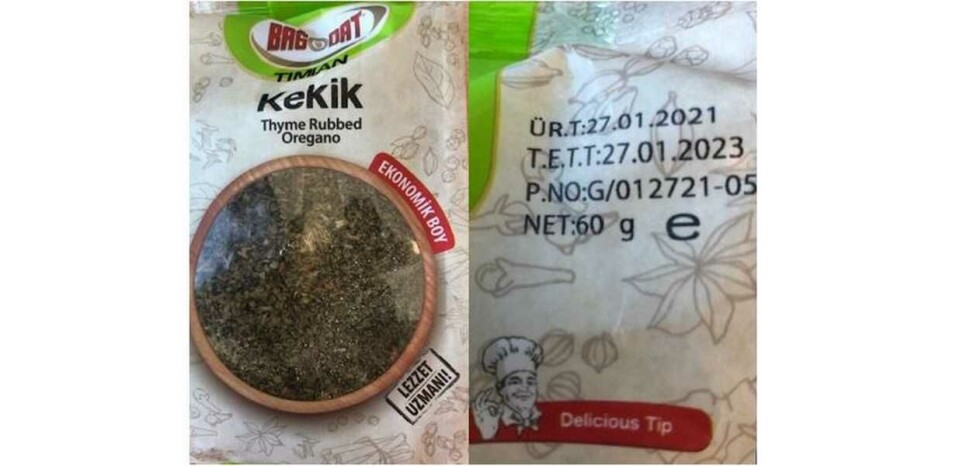 BAGDAT
TIMIAN
KeKiK
Thyme Rubbed
Oregano
EKONOMİK BOY
LEZZET
UZMANI!
ÜR.T:27.01.2021
T.E.T.T:27.01.2023
P.NO:G/012721-05
NET:60 g e
Delicious Tip